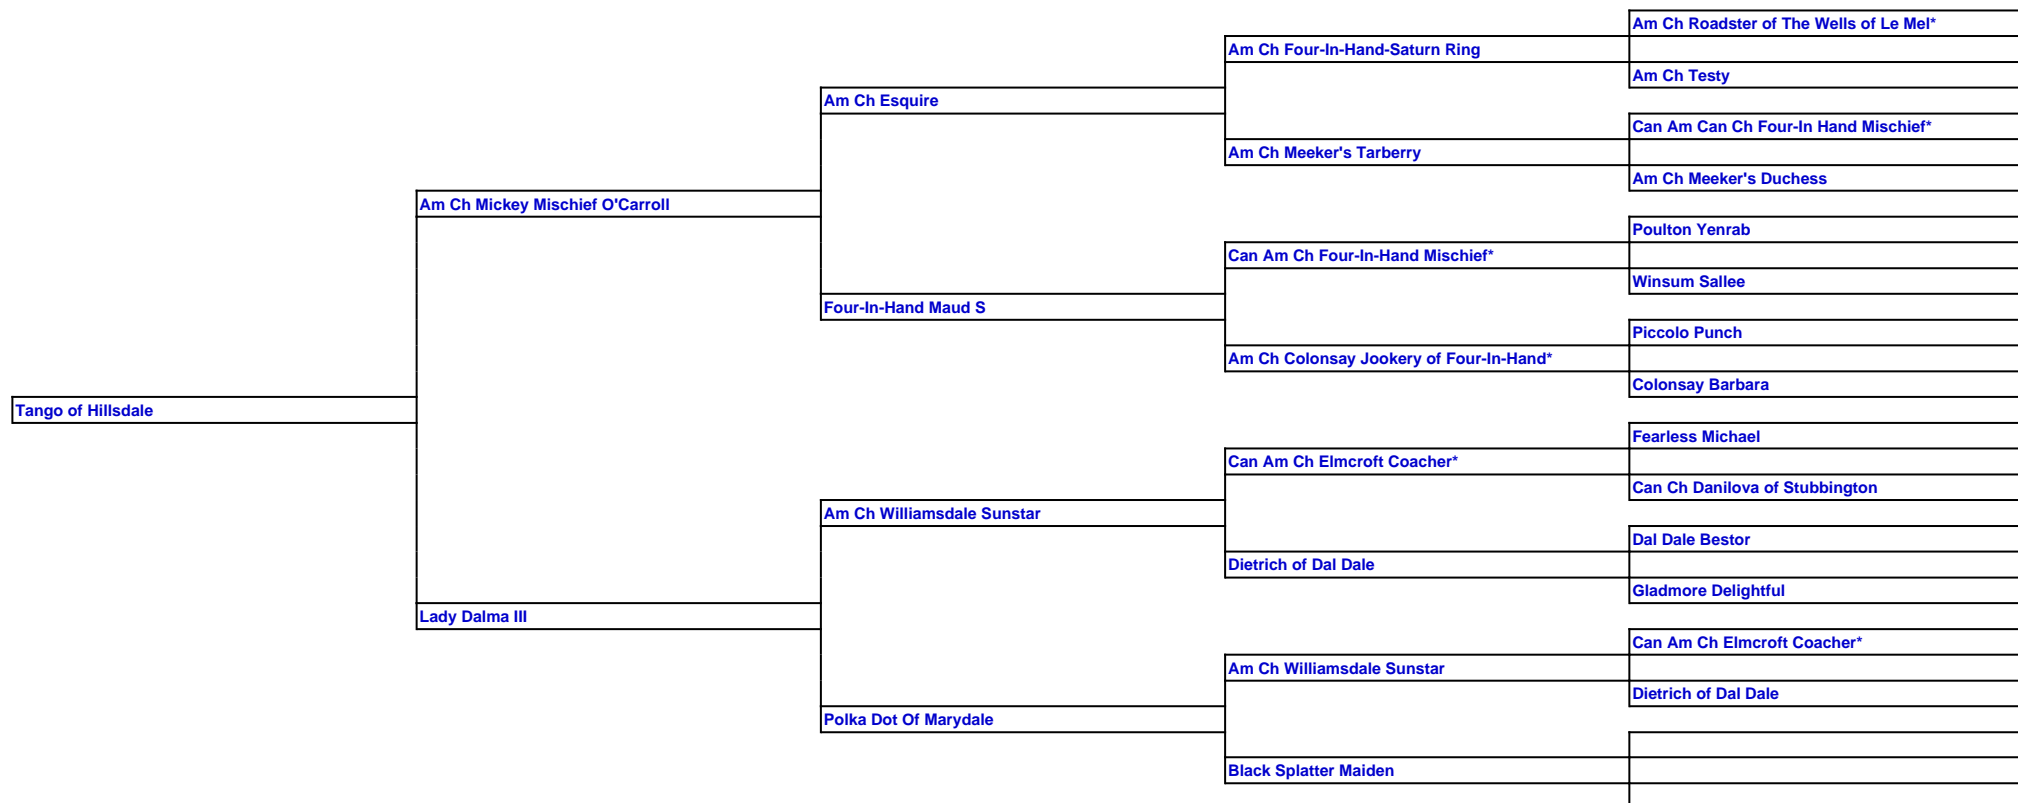 Am Ch Roadster of The Wells of Le Mel*
Am Ch Four-In-Hand-Saturn Ring
Am Ch Testy
Am Ch Esquire
Can Am Can Ch Four-In Hand Mischief*
Am Ch Meeker's Tarberry
Am Ch Meeker's Duchess
Am Ch Mickey Mischief O'Carroll
Poulton Yenrab
Can Am Ch Four-In-Hand Mischief*
Winsum Sallee
Four-In-Hand Maud S
Piccolo Punch
Am Ch Colonsay Jookery of Four-In-Hand*
Colonsay Barbara
Tango of Hillsdale
Fearless Michael
Can Am Ch Elmcroft Coacher*
Can Ch Danilova of Stubbington
Am Ch Williamsdale Sunstar
Dal Dale Bestor
Dietrich of Dal Dale
Gladmore Delightful
Lady Dalma III
Can Am Ch Elmcroft Coacher*
Am Ch Williamsdale Sunstar
Dietrich of Dal Dale
Polka Dot Of Marydale
Black Splatter Maiden